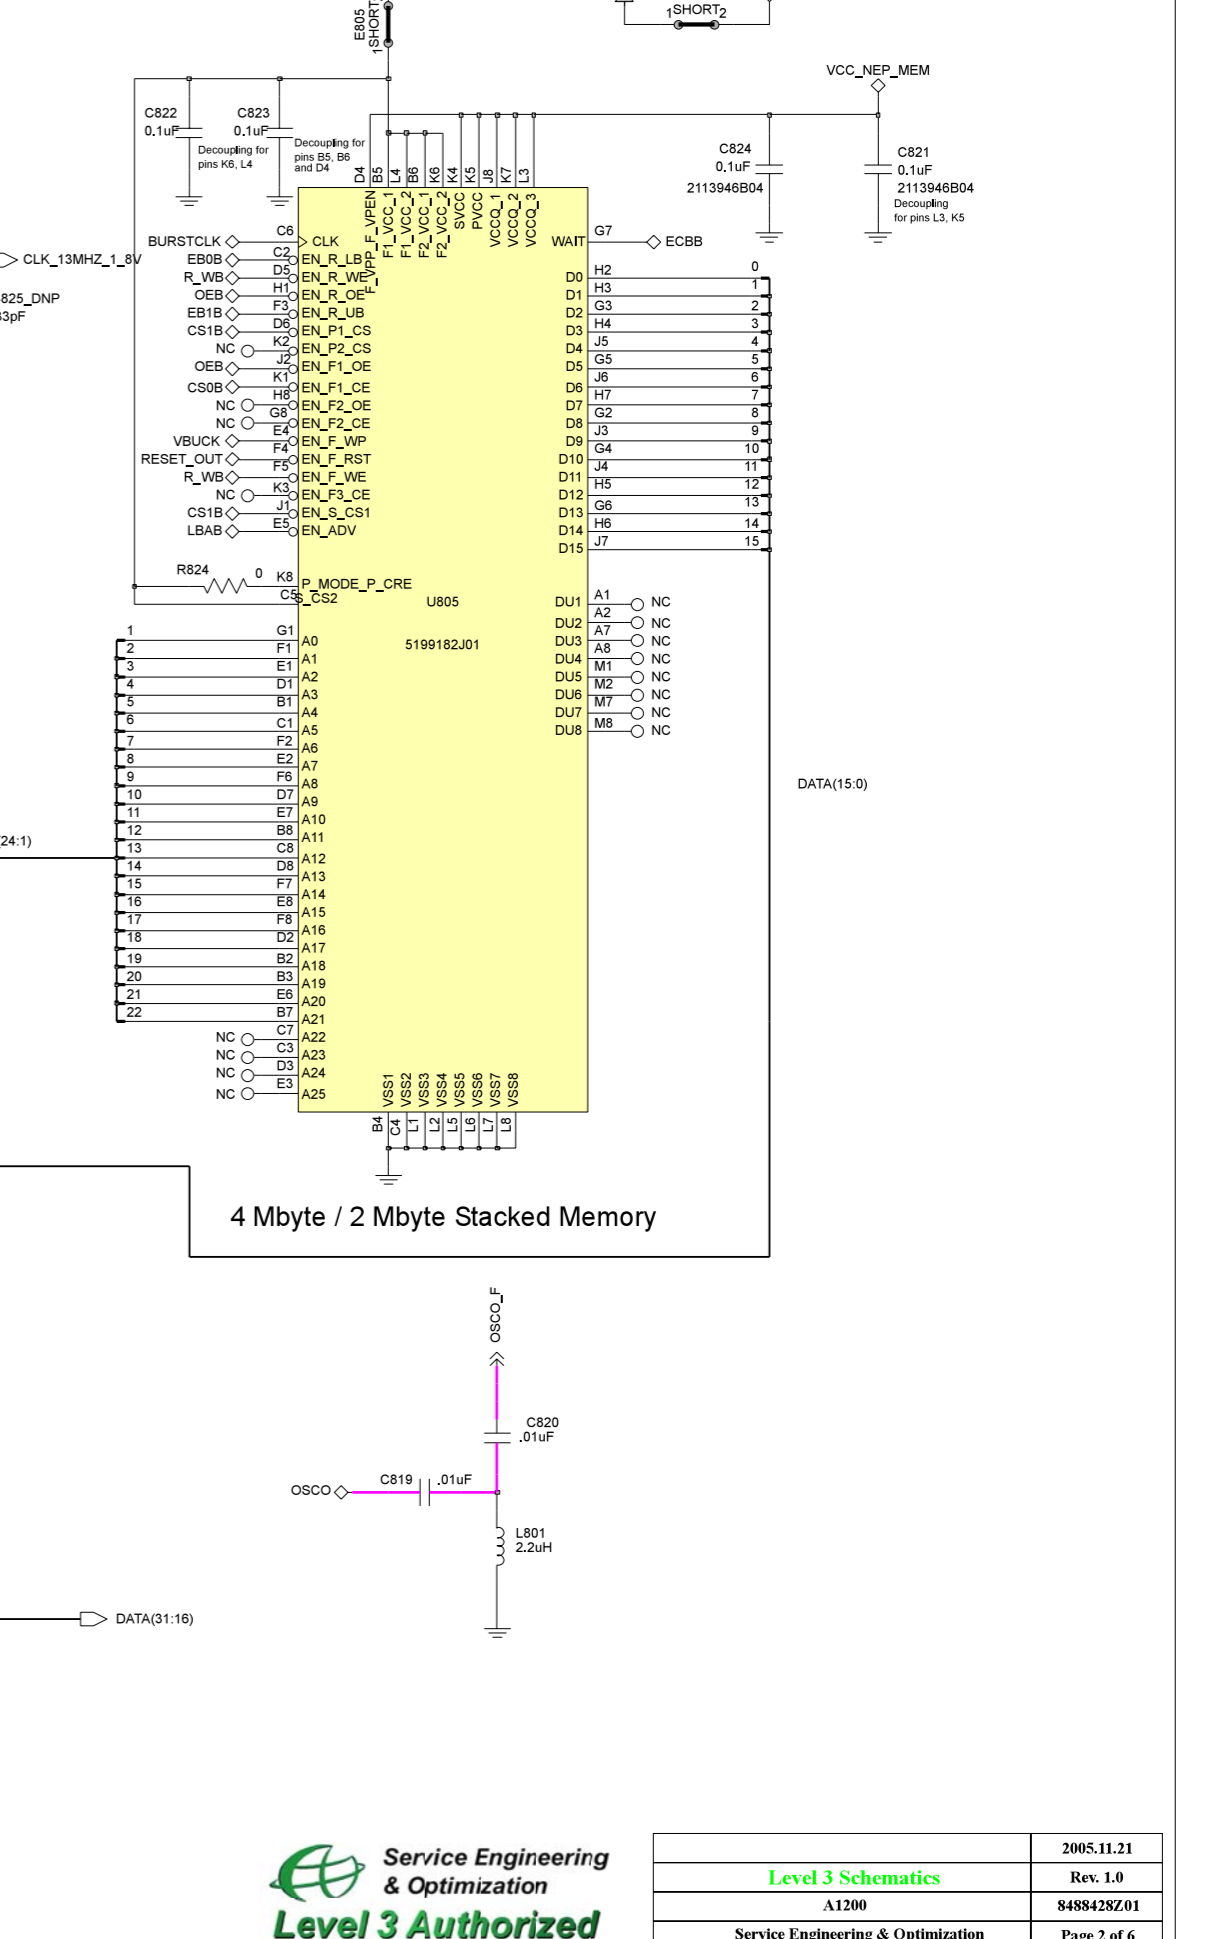 E805
1SHORT
1SHORT2
VCC_NEP_MEM
C822
0.1uF
Decoupling for
pins K6, L4
C823
0.1uF
Decoupling for
pins B5, B6
and D4
C824
0.1uF
2113946B04
C821
0.1uF
2113946B04
Decoupling
for pins L3, K5
D4 B5 L4 B6 K6 K4 K5 J8 K7 L3
F_VPP_F_VPEN
F1_VCC_1
F1_VCC_2
F2_VCC_1
F2_VCC_2
SVCC
PVCC
VCCQ_1
VCCQ_2
VCCQ_3
CLK_13MHZ_1_8V
825_DNP
33pF
BURSTCLK C6 CLK
EB0B C2 EN_R_LB
R_WB D5 EN_R_WE
OEB H1 EN_R_OE
EB1B F3 EN_R_UB
CS1B D6 EN_P1_CS
NC K2 EN_P2_CS
OEB J2 EN_F1_OE
CS0B K1 EN_F1_CE
NC H8 EN_F2_OE
NC G8 EN_F2_CE
VBUCK E4 EN_F_WP
RESET_OUT F4 EN_F_RST
R_WB F5 EN_F_WE
NC K3 EN_F3_CE
CS1B J1 EN_S_CS1
LBAB E5 EN_ADV
R824 0 K8 P_MODE_P_CRE
C5 S_CS2
WAIT G7 ECBB
D0 H2 0
D1 H3 1
D2 G3 2
D3 H4 3
D4 J5 4
D5 G5 5
D6 J6 6
D7 H7 7
D8 G2 8
D9 J3 9
D10 G4 10
D11 J4 11
D12 H5 12
D13 G6 13
D14 H6 14
D15 J7 15
U805
5199182J01
DU1 A1 NC
DU2 A2 NC
DU3 A7 NC
DU4 A8 NC
DU5 M1 NC
DU6 M2 NC
DU7 M7 NC
DU8 M8 NC
1 G1 A0
2 F1 A1
3 E1 A2
4 D1 A3
5 B1 A4
6 C1 A5
7 F2 A6
8 E2 A7
9 F6 A8
10 D7 A9
11 E7 A10
12 B8 A11
13 C8 A12
14 D8 A13
15 F7 A14
16 E8 A15
17 F8 A16
18 D2 A17
19 B2 A18
20 B3 A19
21 E6 A20
22 B7 A21
NC C7 A22
NC C3 A23
NC D3 A24
NC E3 A25
24:1)
DATA(15:0)
VSS1 VSS2 VSS3 VSS4 VSS5 VSS6 VSS7 VSS8
B4 C4 L1 L2 L5 L6 L7 L8
4 Mbyte / 2 Mbyte Stacked Memory
OSCO_F
C820
.01uF
OSCO
C819 .01uF
L801
2.2uH
DATA(31:16)
Service Engineering
& Optimization
Level 3 Authorized
2005.11.21
Level 3 Schematics Rev. 1.0
A1200 8488428Z01
Service Engineering & Optimization Page 2 of 6